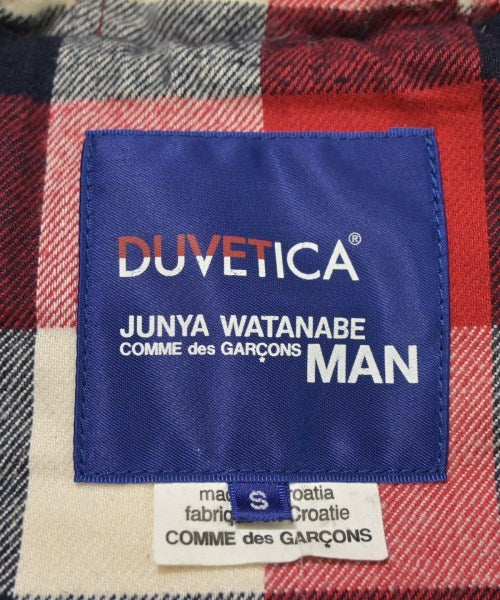 DUVETICA®
JUNYA WATANABE
COMME des GARÇONS MAN
S
Croatie
COMME des GARÇONS